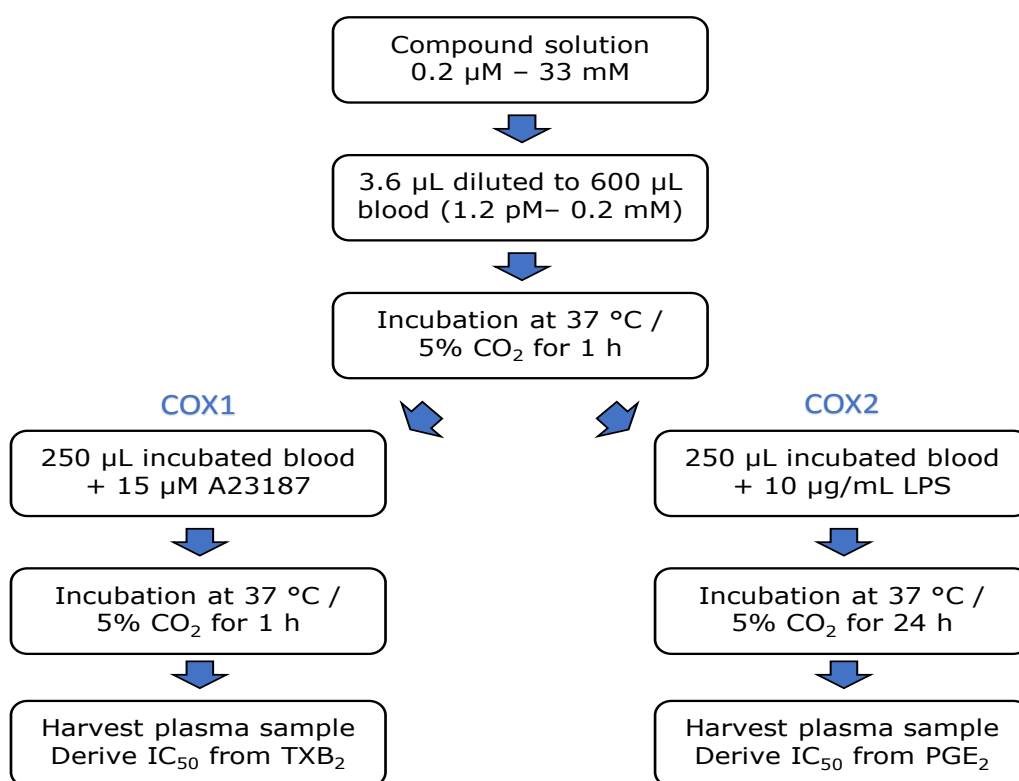 Compound solution
0.2 µM – 33 mM
3.6 µL diluted to 600 µL
blood (1.2 pM– 0.2 mM)
Incubation at 37 °C /
5% CO₂ for 1 h
COX1
250 µL incubated blood
+ 15 µM A23187
Incubation at 37 °C /
5% CO₂ for 1 h
Harvest plasma sample
Derive IC₅₀ from TXB₂
COX2
250 µL incubated blood
+ 10 µg/mL LPS
Incubation at 37 °C /
5% CO₂ for 24 h
Harvest plasma sample
Derive IC₅₀ from PGE₂